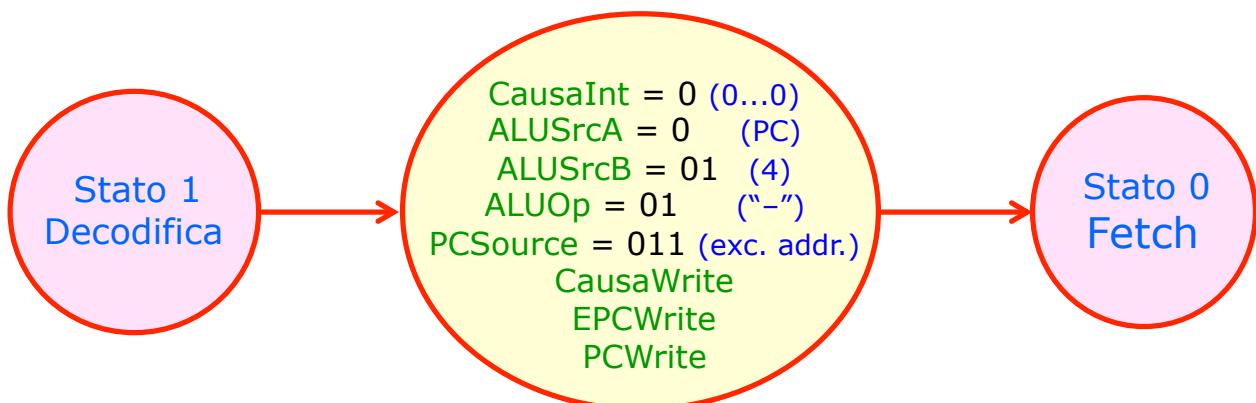 Stato 1
Decodifica
CausaInt = 0 (0...0)
ALUSrcA = 0 (PC)
ALUSrcB = 01 (4)
ALUOp = 01 (“–”)
PCSource = 011 (exc. addr.)
CausaWrite
EPCWrite
PCWrite
Stato 0
Fetch